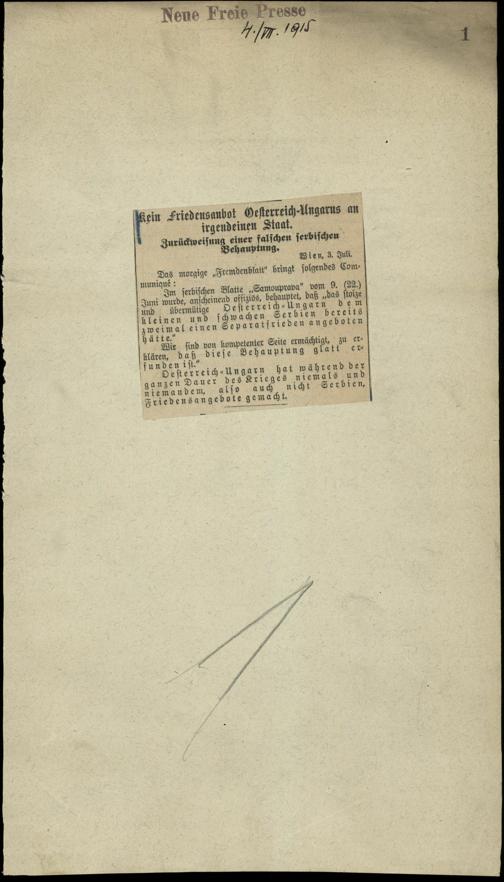 Neue Freie Presse
4./VII. 1915
1
Kein Friedensanbot Oesterreich-Ungarns an
irgendeinen Staat.
Zurückweisung einer falschen serbischen
Behauptung.
Wien, 3. Juli.
Das morgige „Fremdenblatt" bringt folgendes Com-
muniqué:
Im serbischen Blatte „Samouprava" vom 9. (22.)
Juni wurde, anscheinend offiziös, behauptet, daß „das stolze
und übermütige Oesterreich-Ungarn dem
kleinen und schwachen Serbien bereits
zweimal einen Separatfrieden angeboten
hätte."
Wir sind von kompetenter Seite ermächtigt, zu er-
klären, daß diese Behauptung glatt er-
funden ist."
Oesterreich-Ungarn hat während der
ganzen Dauer des Krieges niemals und
niemandem, also auch nicht Serbien,
Friedensangebote gemacht.